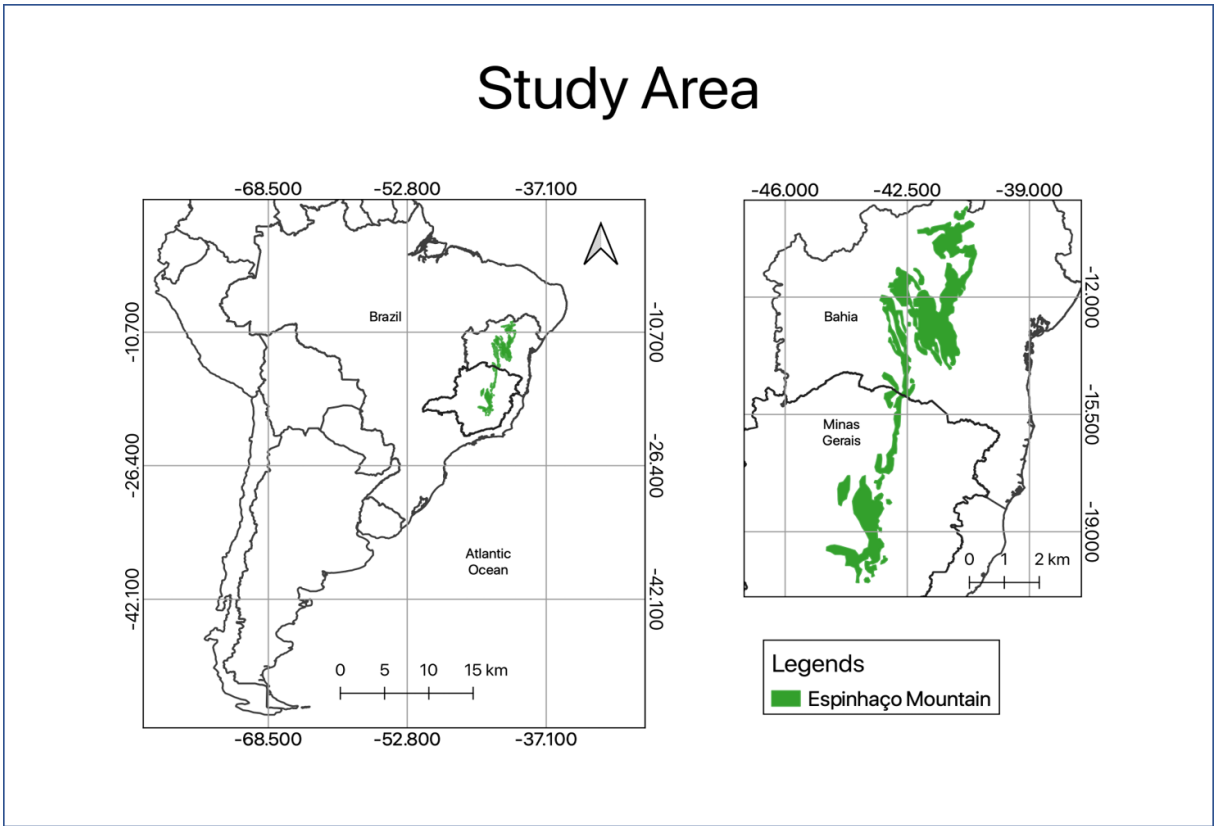 Study Area
-68.500 -52.800 -37.100
-10.700
-26.400
-42.100
Brazil
Atlantic
Ocean
-10.700
-26.400
-42.100
0 5 10 15 km
-68.500 -52.800 -37.100
-46.000 -42.500 -39.000
Bahia
Minas
Gerais
-12.000
-15.500
-19.000
0 1 2 km
Legends
Espinhaço Mountain